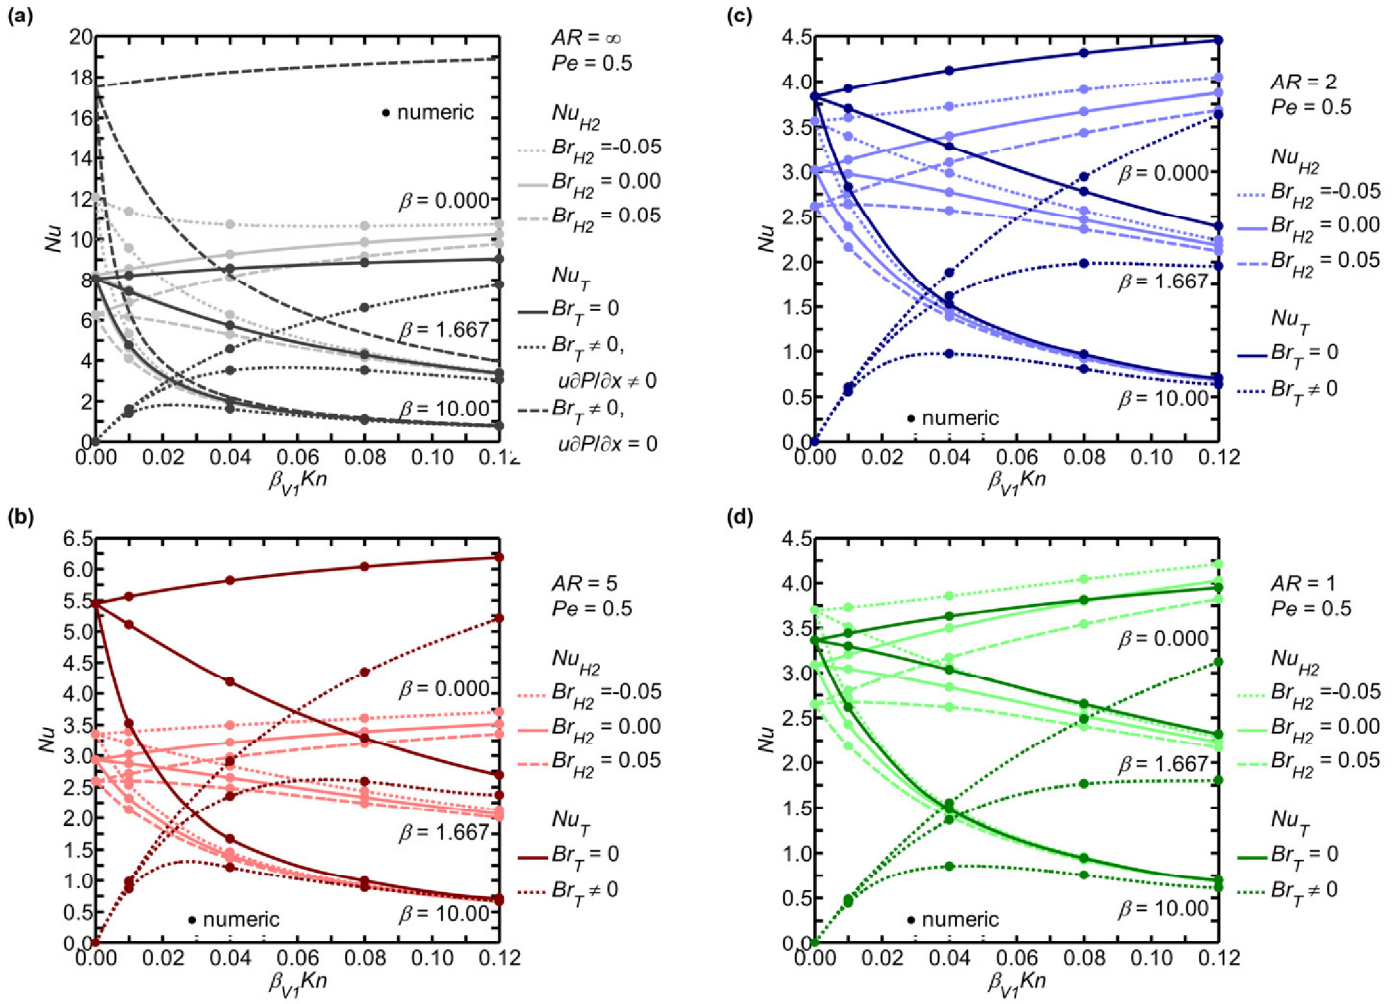 (a)
20
18
16
14
12
10
8
6
4
2
0
Nu
0.00 0.02 0.04 0.06 0.08 0.10 0.12
β_V1Kn
• numeric
β = 0.000
β = 1.667
β = 10.00
AR = ∞
Pe = 0.5
Nu_H2
Br_H2 =-0.05
Br_H2 = 0.00
Br_H2 = 0.05
Nu_T
Br_T = 0
Br_T ≠ 0,
u∂P/∂x ≠ 0
Br_T ≠ 0,
u∂P/∂x = 0
(c)
4.5
4.0
3.5
3.0
2.5
2.0
1.5
1.0
0.5
0.0
Nu
0.00 0.02 0.04 0.06 0.08 0.10 0.12
β_V1Kn
β = 0.000
β = 1.667
β = 10.00
• numeric
AR = 2
Pe = 0.5
Nu_H2
Br_H2 =-0.05
Br_H2 = 0.00
Br_H2 = 0.05
Nu_T
Br_T = 0
Br_T ≠ 0
(b)
6.5
6.0
5.5
5.0
4.5
4.0
3.5
3.0
2.5
2.0
1.5
1.0
0.5
0.0
Nu
0.00 0.02 0.04 0.06 0.08 0.10 0.12
β_V1Kn
β = 0.000
β = 1.667
β = 10.00
• numeric
AR = 5
Pe = 0.5
Nu_H2
Br_H2 =-0.05
Br_H2 = 0.00
Br_H2 = 0.05
Nu_T
Br_T = 0
Br_T ≠ 0
(d)
4.5
4.0
3.5
3.0
2.5
2.0
1.5
1.0
0.5
0.0
Nu
0.00 0.02 0.04 0.06 0.08 0.10 0.12
β_V1Kn
β = 0.000
β = 1.667
β = 10.00
• numeric
AR = 1
Pe = 0.5
Nu_H2
Br_H2 =-0.05
Br_H2 = 0.00
Br_H2 = 0.05
Nu_T
Br_T = 0
Br_T ≠ 0